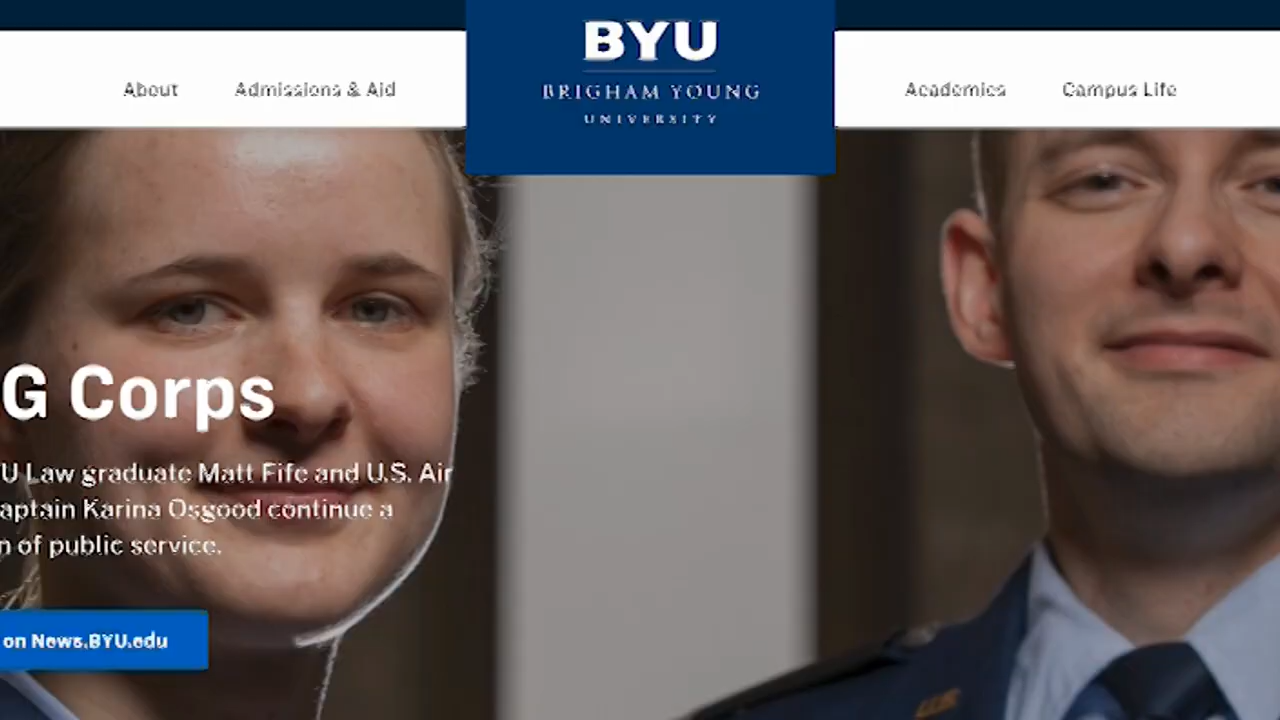 BYU
BRIGHAM YOUNG
UNIVERSITY
About
Admissions & Aid
Academics
Campus Life
G Corps
U Law graduate Matt Fife and U.S. Air
aptain Karina Osgood continue a
n of public service.
on News.BYU.edu
U.S.